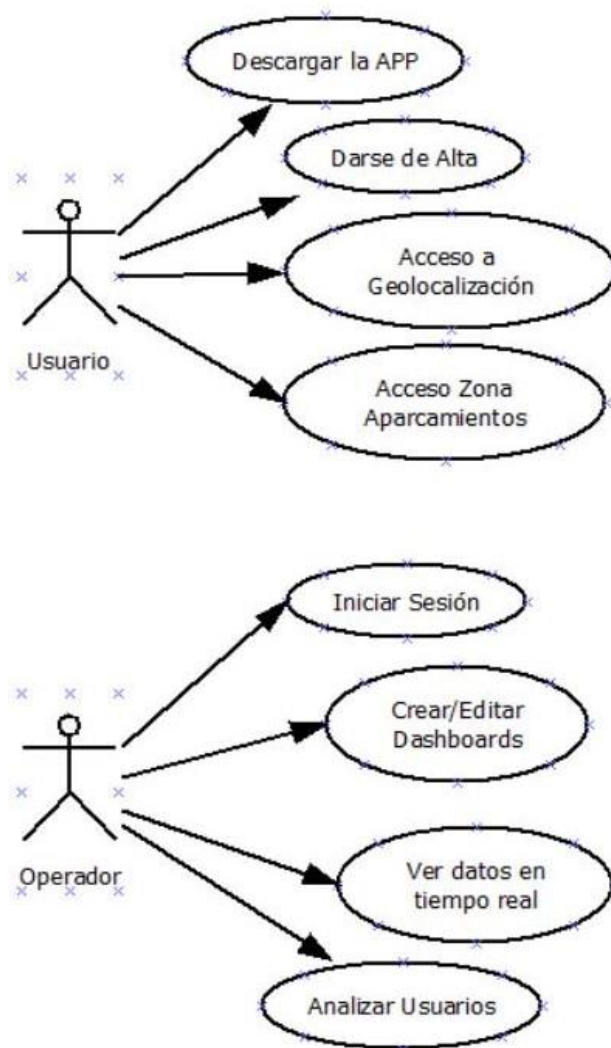 Descargar la APP
Darse de Alta
Acceso a
Geolocalización
Usuario
Acceso Zona
Aparcamientos
Iniciar Sesión
Crear/Editar
Dashboards
Operador
Ver datos en
tiempo real
Analizar Usuarios